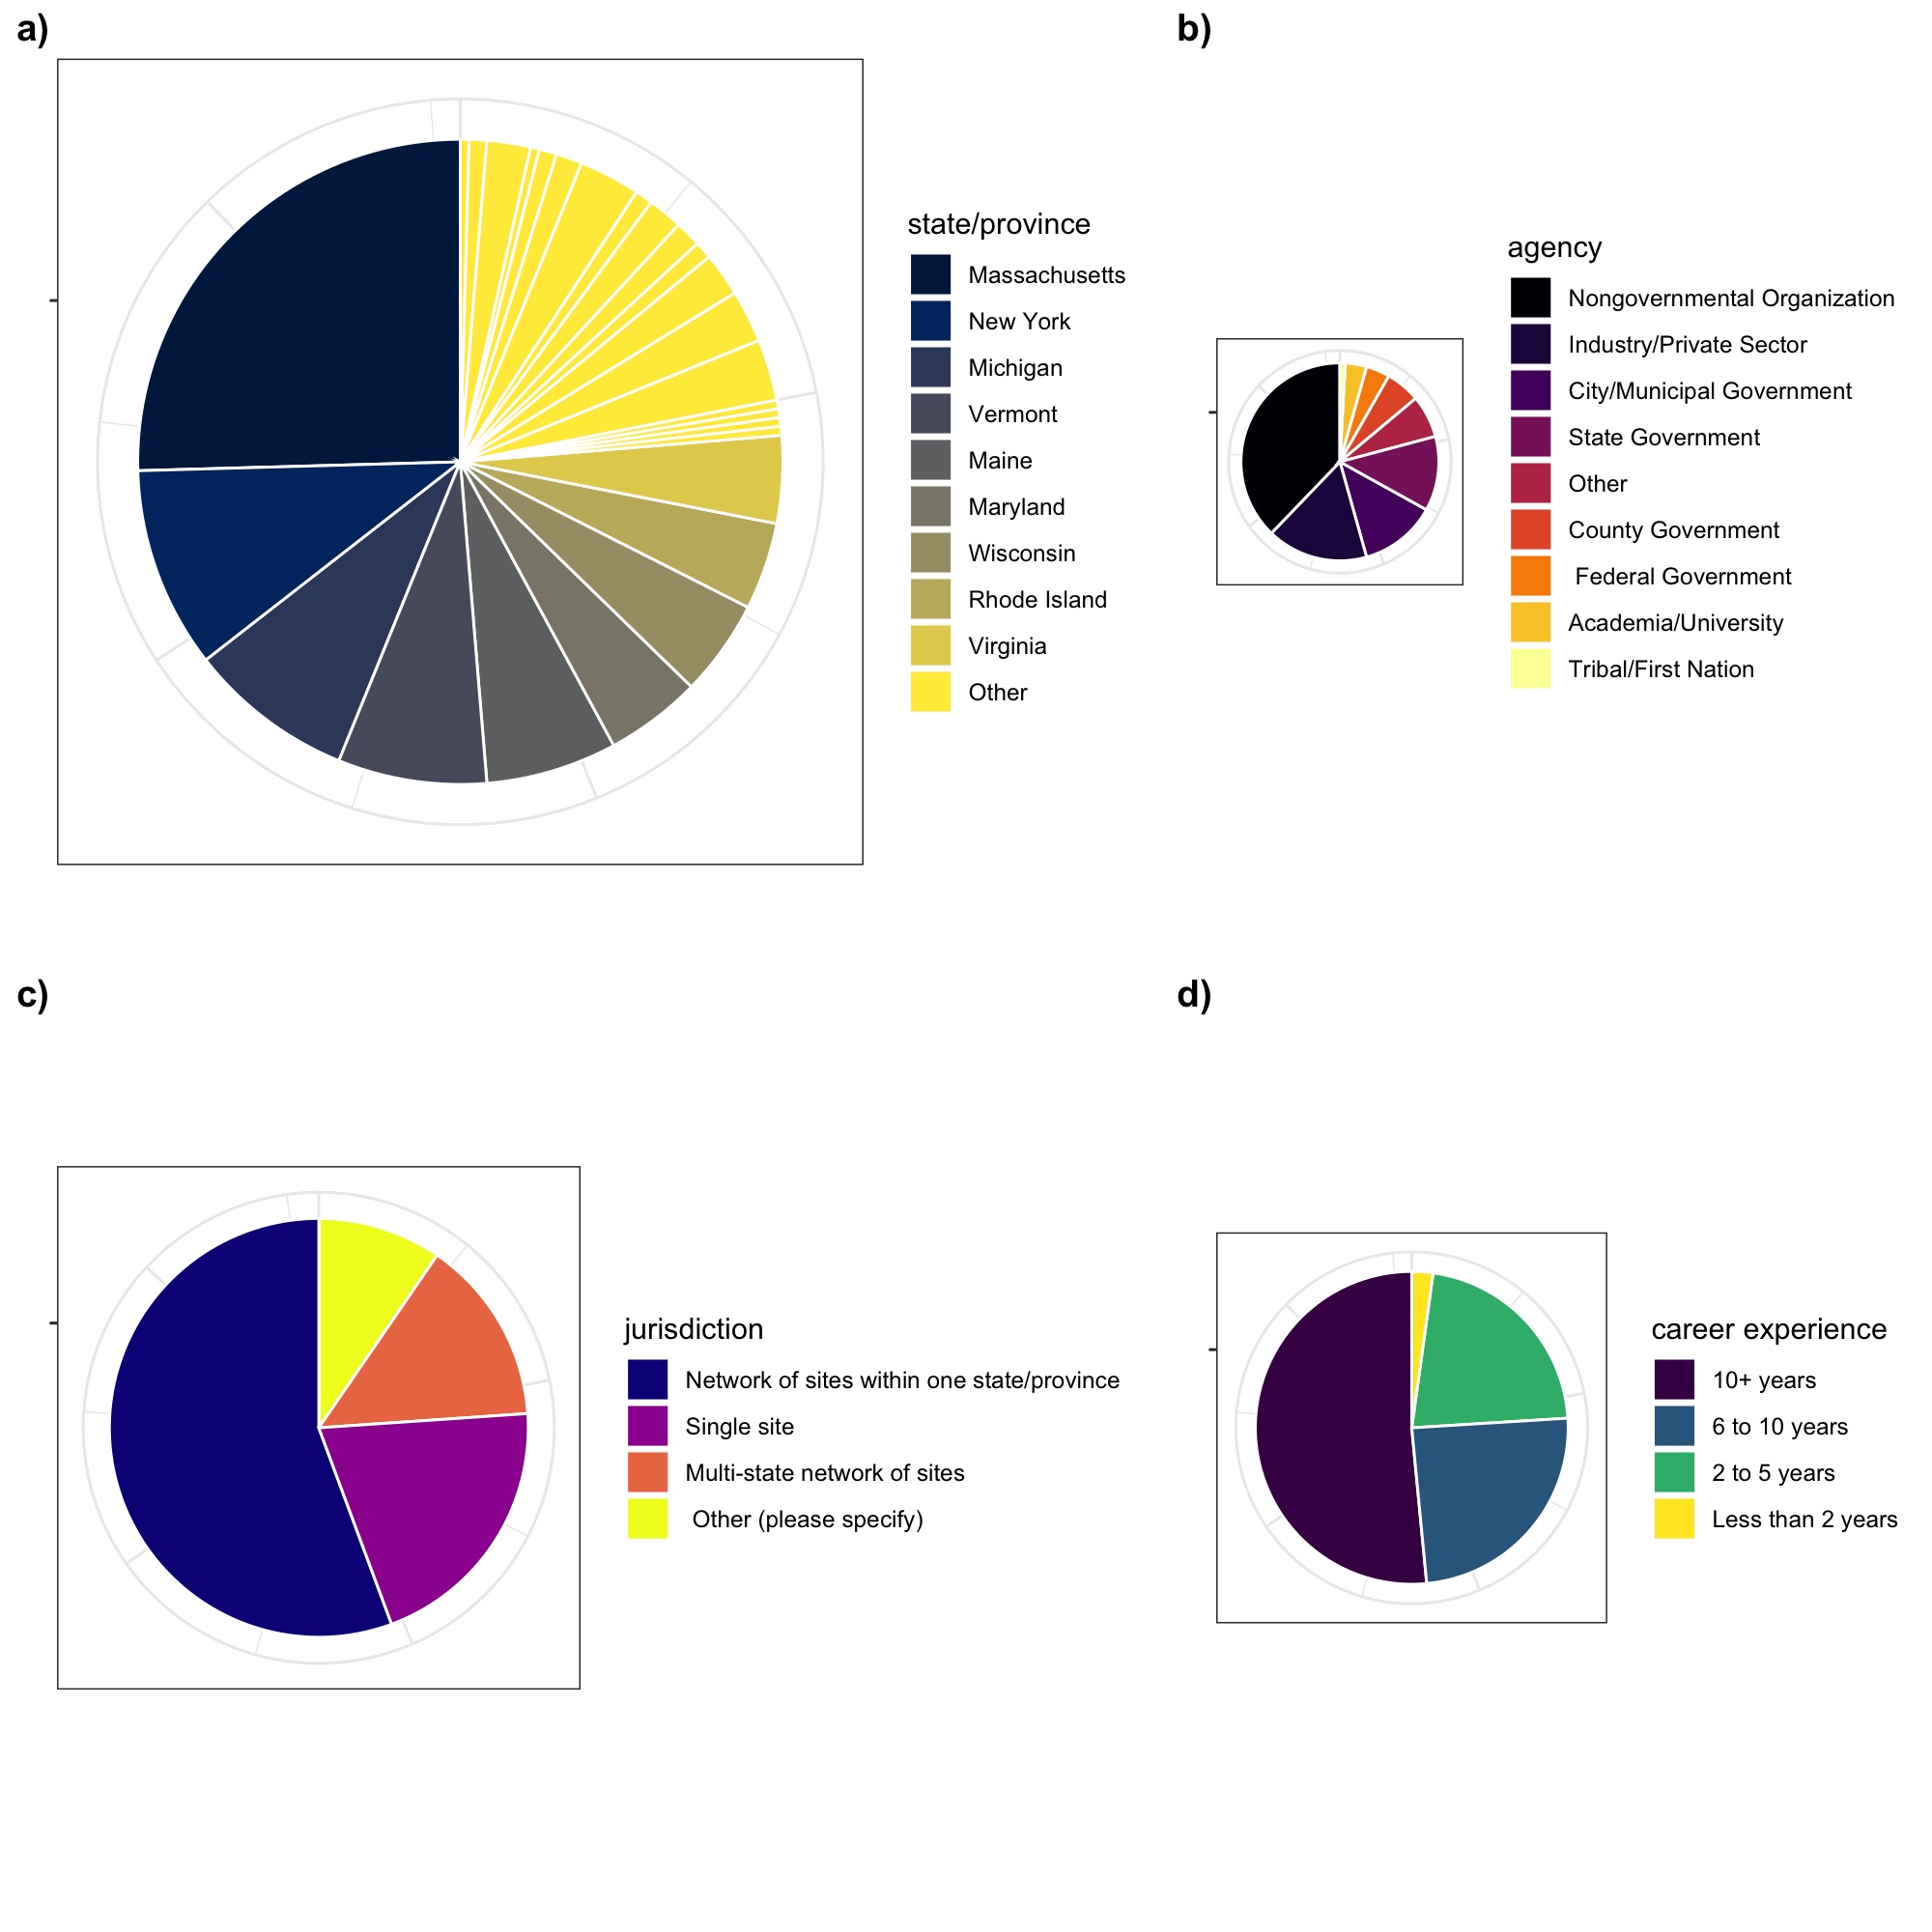 a)
state/province
Massachusetts
New York
Michigan
Vermont
Maine
Maryland
Wisconsin
Rhode Island
Virginia
Other
b)
agency
Nongovernmental Organization
Industry/Private Sector
City/Municipal Government
State Government
Other
County Government
Federal Government
Academia/University
Tribal/First Nation
c)
jurisdiction
Network of sites within one state/province
Single site
Multi-state network of sites
Other (please specify)
d)
career experience
10+ years
6 to 10 years
2 to 5 years
Less than 2 years